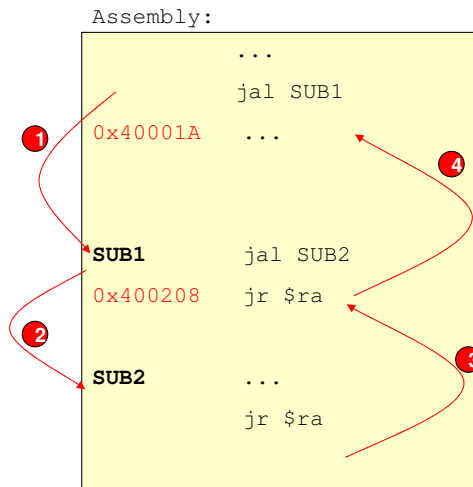 Assembly:
...
jal SUB1
1
0x40001A ...
4
SUB1 jal SUB2
0x400208 jr $ra
2
3
SUB2 ...
jr $ra